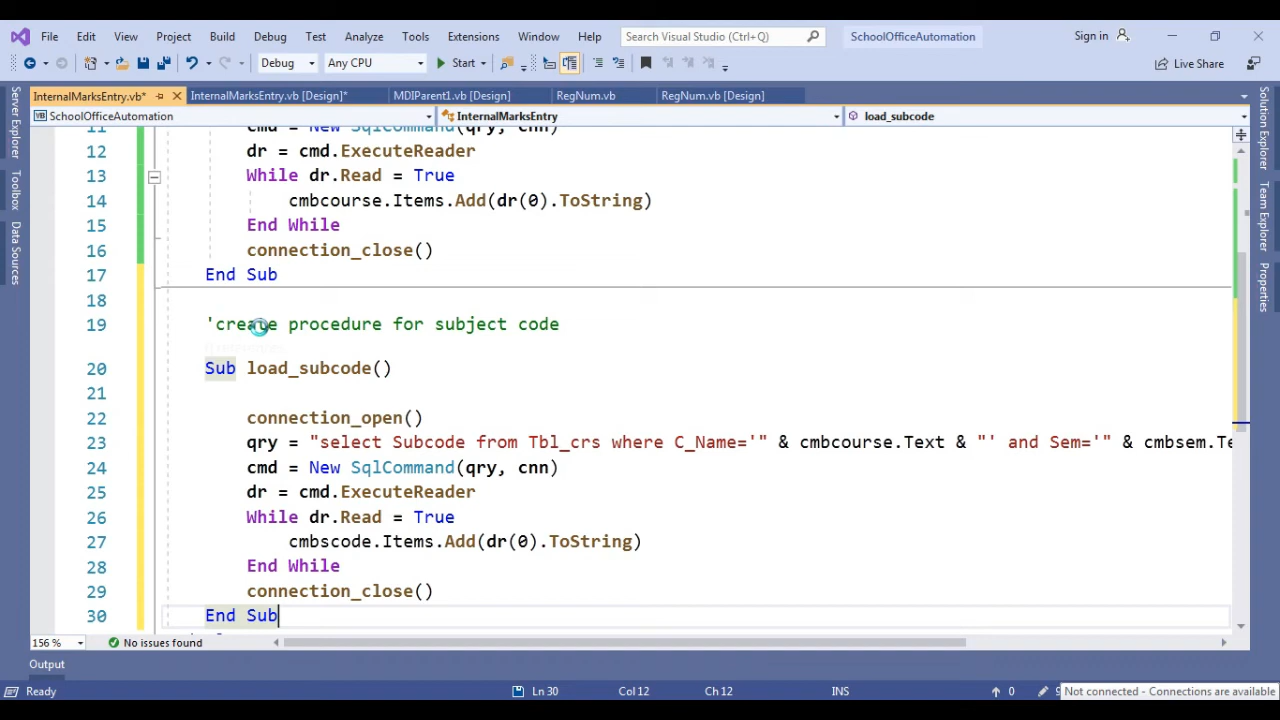 File Edit View Project Build Debug Test Analyze Tools Extensions Window Help Search Visual Studio (Ctrl+Q) SchoolOfficeAutomation Sign in
Debug Any CPU Start Live Share
InternalMarksEntry.vb* InternalMarksEntry.vb [Design]* MDIParent1.vb [Design] RegNum.vb RegNum.vb [Design]
SchoolOfficeAutomation InternalMarksEntry load_subcode
Server Explorer
Toolbox
Data Sources
Solution Explorer
Team Explorer
Properties
11 cmd = New SqlCommand(qry, cnn)
12 dr = cmd.ExecuteReader
13 While dr.Read = True
14 cmbcourse.Items.Add(dr(0).ToString)
15 End While
16 connection_close()
17 End Sub
18
19 'create procedure for subject code
20 Sub load_subcode()
21
22 connection_open()
23 qry = "select Subcode from Tbl_crs where C_Name='" & cmbcourse.Text & "' and Sem='" & cmbsem.Te
24 cmd = New SqlCommand(qry, cnn)
25 dr = cmd.ExecuteReader
26 While dr.Read = True
27 cmbscode.Items.Add(dr(0).ToString)
28 End While
29 connection_close()
30 End Sub
156 % No issues found
Output
Ready Ln 30 Col 12 Ch 12 INS 0 Not connected - Connections are available